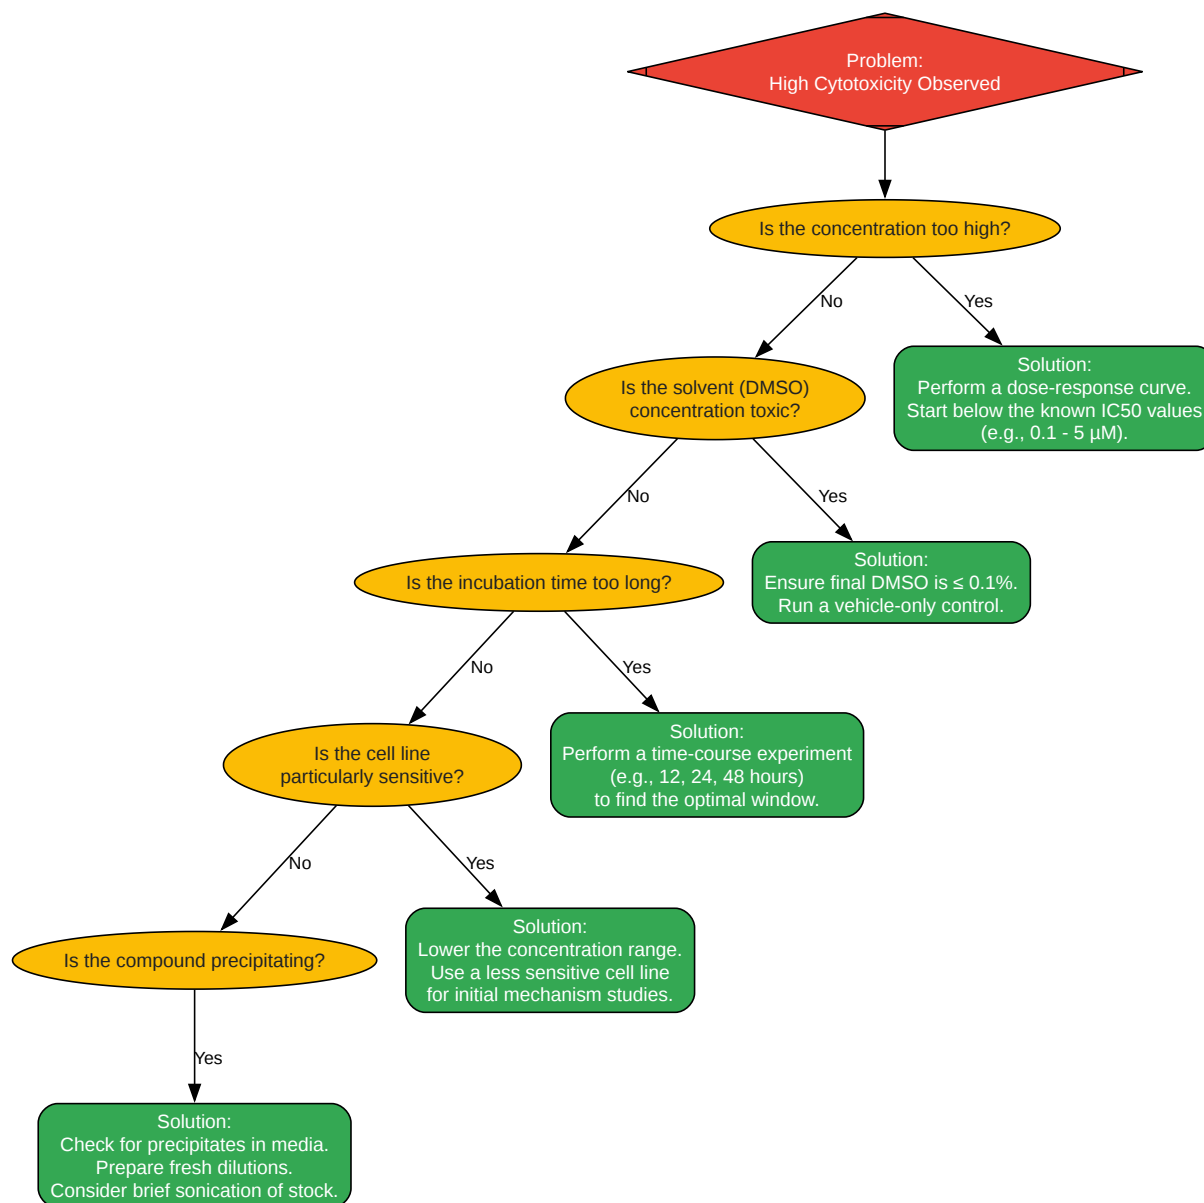 Problem:
High Cytotoxicity Observed
Is the concentration too high?
No
Yes
Is the solvent (DMSO)
concentration toxic?
Solution:
Perform a dose-response curve.
Start below the known IC50 values
(e.g., 0.1 - 5 µM).
No
Yes
Is the incubation time too long?
Solution:
Ensure final DMSO is ≤ 0.1%.
Run a vehicle-only control.
No
Yes
Is the cell line
particularly sensitive?
Solution:
Perform a time-course experiment
(e.g., 12, 24, 48 hours)
to find the optimal window.
No
Yes
Is the compound precipitating?
Solution:
Lower the concentration range.
Use a less sensitive cell line
for initial mechanism studies.
Yes
Solution:
Check for precipitates in media.
Prepare fresh dilutions.
Consider brief sonication of stock.